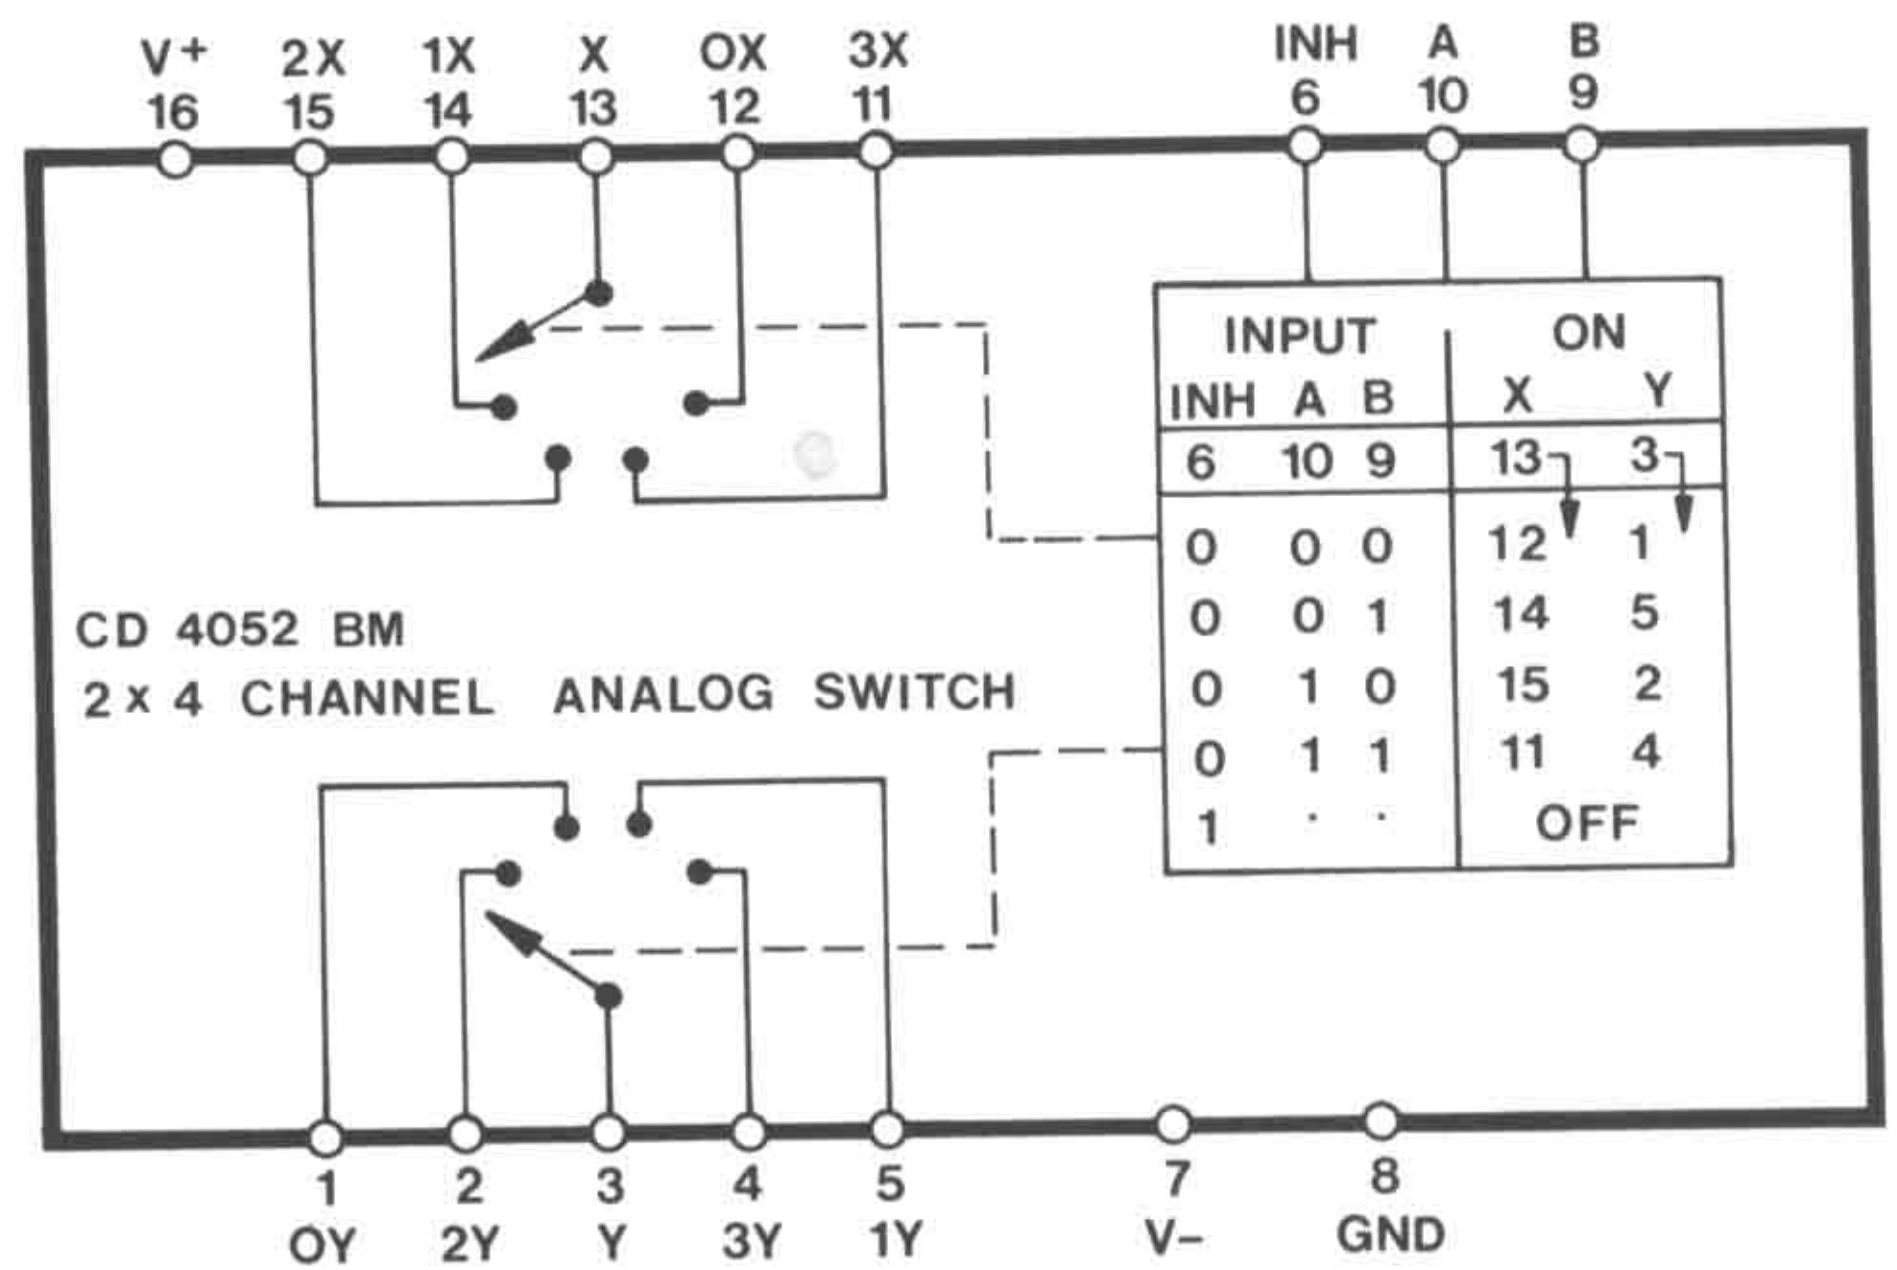 V+ 2X 1X X OX 3X INH A B
16 15 14 13 12 11 6 10 9
INPUT ON
INH A B X Y
6 10 9 13 3
0 0 0 12 1
0 0 1 14 5
0 1 0 15 2
0 1 1 11 4
1 · · OFF
CD 4052 BM
2 x 4 CHANNEL ANALOG SWITCH
1 2 3 4 5 7 8
OY 2Y Y 3Y 1Y V- GND